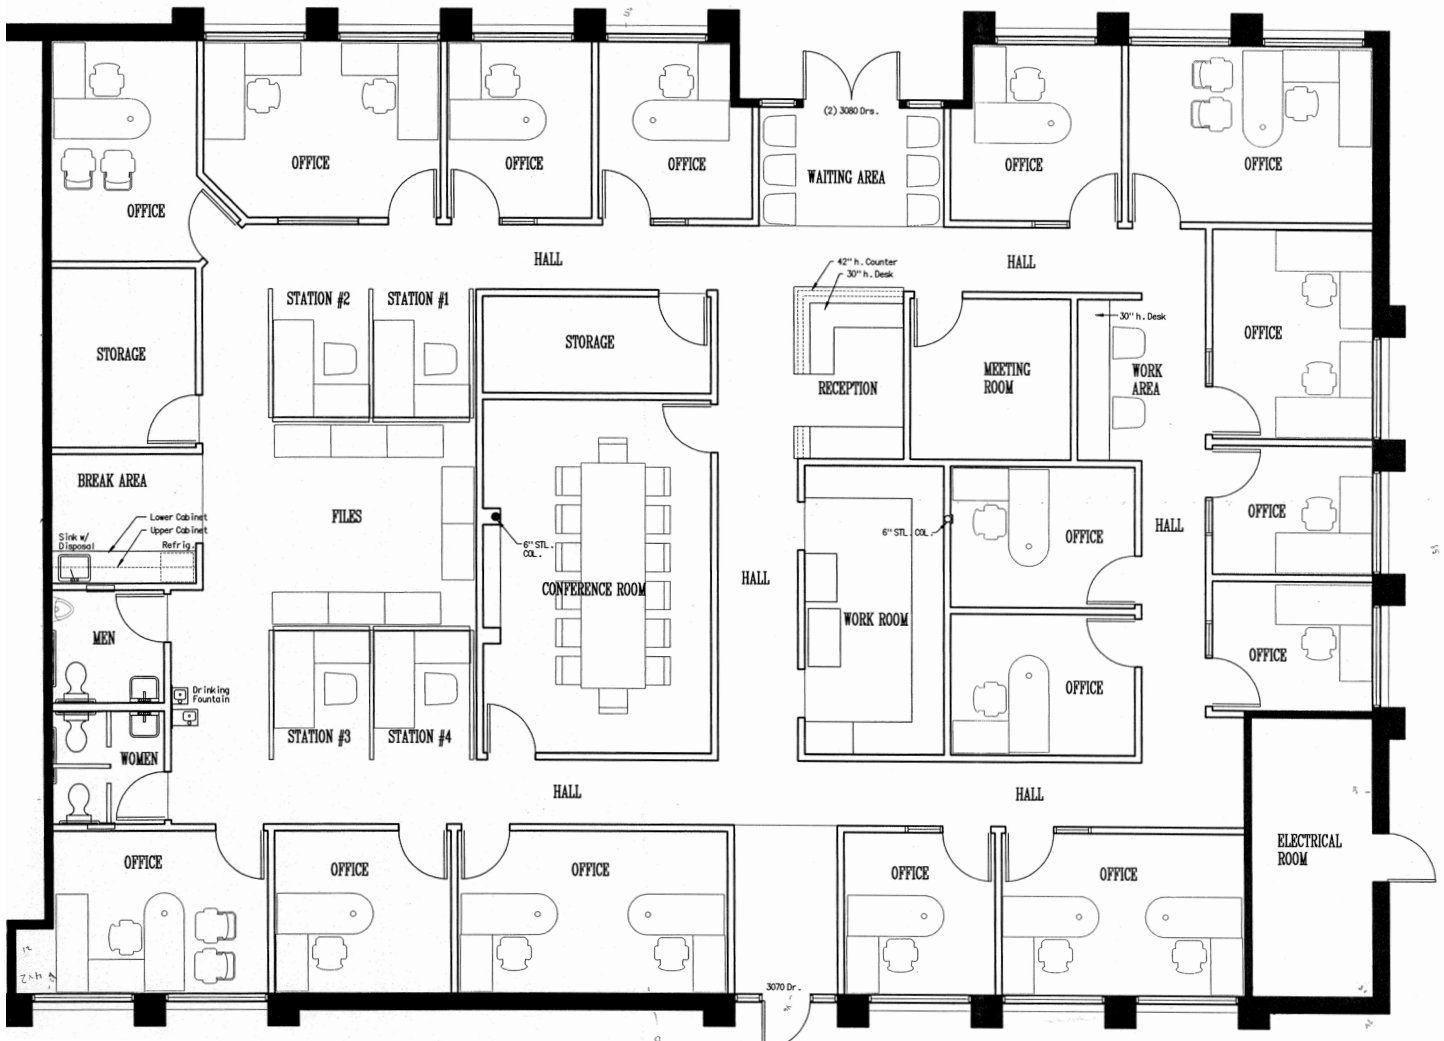 (2) 3080 Drs.
OFFICE
OFFICE
OFFICE
OFFICE
OFFICE
OFFICE
WAITING AREA
OFFICE
HALL
HALL
42" h. Counter
30" h. Desk
STATION #2
STATION #1
30" h. Desk
OFFICE
STORAGE
STORAGE
MEETING
ROOM
WORK
AREA
RECEPTION
BREAK AREA
Lower Cabinet
Upper Cabinet
Sink w/
Disposal
Refrig.
FILES
6" STL.
COL.
6" STL. COL.
OFFICE
HALL
OFFICE
HALL
CONFERENCE ROOM
WORK ROOM
MEN
OFFICE
OFFICE
Drinking
Fountain
WOMEN
STATION #3
STATION #4
HALL
HALL
ELECTRICAL
ROOM
OFFICE
OFFICE
OFFICE
OFFICE
OFFICE
3070 Dr.